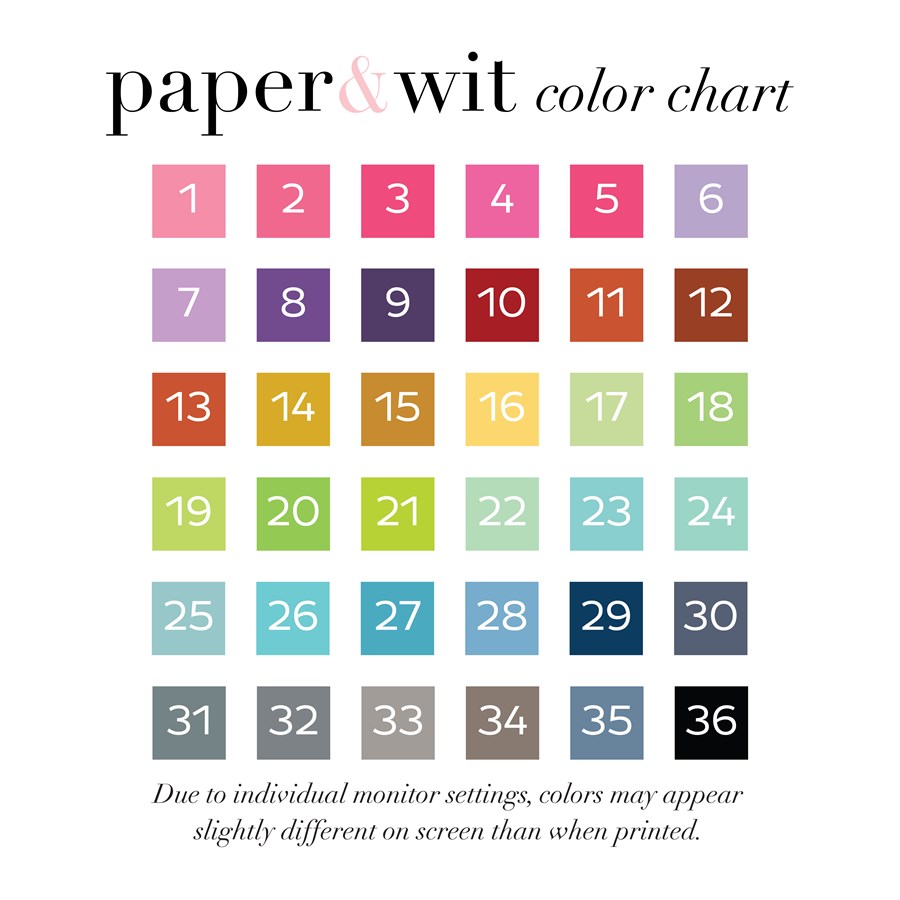 paper&wit color chart
1 2 3 4 5 6
7 8 9 10 11 12
13 14 15 16 17 18
19 20 21 22 23 24
25 26 27 28 29 30
31 32 33 34 35 36
Due to individual monitor settings, colors may appear
slightly different on screen than when printed.